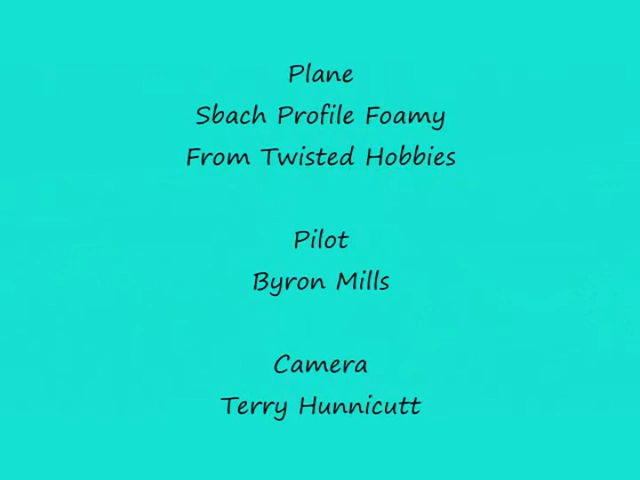 Plane
Sbach Profile Foamy
From Twisted Hobbies
Pilot
Byron Mills
Camera
Terry Hunnicutt